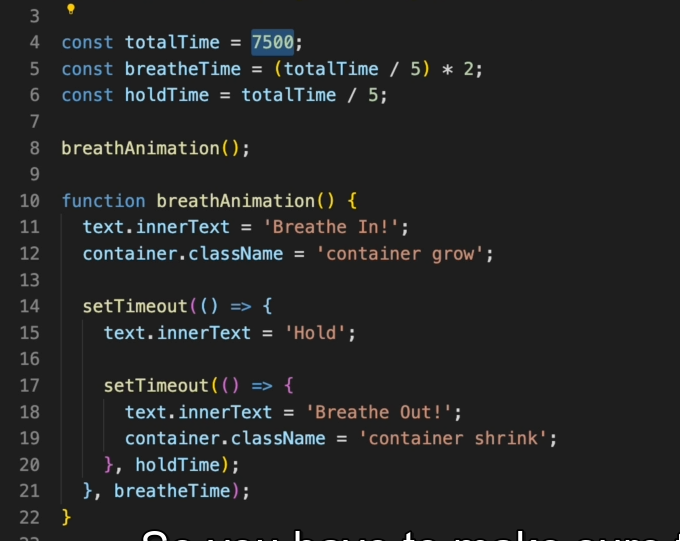 3
4 const totalTime = 7500;
5 const breatheTime = (totalTime / 5) * 2;
6 const holdTime = totalTime / 5;
7
8 breathAnimation();
9
10 function breathAnimation() {
11   text.innerText = 'Breathe In!';
12   container.className = 'container grow';
13
14   setTimeout(() => {
15     text.innerText = 'Hold';
16
17     setTimeout(() => {
18       text.innerText = 'Breathe Out!';
19       container.className = 'container shrink';
20     }, holdTime);
21   }, breatheTime);
22 }
So you have to make sure